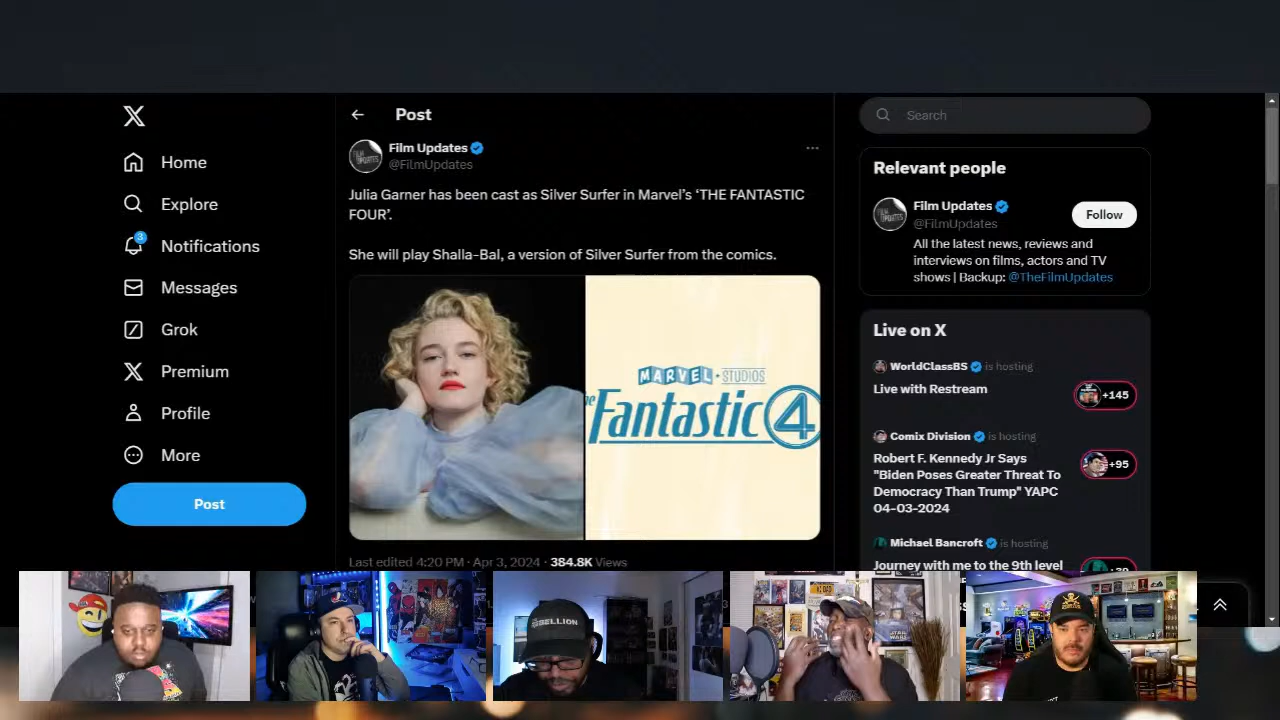 Home
Explore
3
Notifications
Messages
Grok
Premium
Profile
More
Post
Post
Film Updates
@FilmUpdates
Julia Garner has been cast as Silver Surfer in Marvel's ‘THE FANTASTIC
FOUR’.
She will play Shalla-Bal, a version of Silver Surfer from the comics.
MARVEL STUDIOS
The Fantastic 4
Last edited 4:20 PM · Apr 3, 2024 · 384.8K Views
Search
Relevant people
Film Updates
@FilmUpdates
Follow
All the latest news, reviews and
interviews on films, actors and TV
shows | Backup: @TheFilmUpdates
Live on X
WorldClassBS is hosting
Live with Restream
+145
Comix Division is hosting
Robert F. Kennedy Jr Says
"Biden Poses Greater Threat To
Democracy Than Trump" YAPC
04-03-2024
+95
Michael Bancroft is hosting
Journey with me to the 9th level
REBELLION
STAR WARS